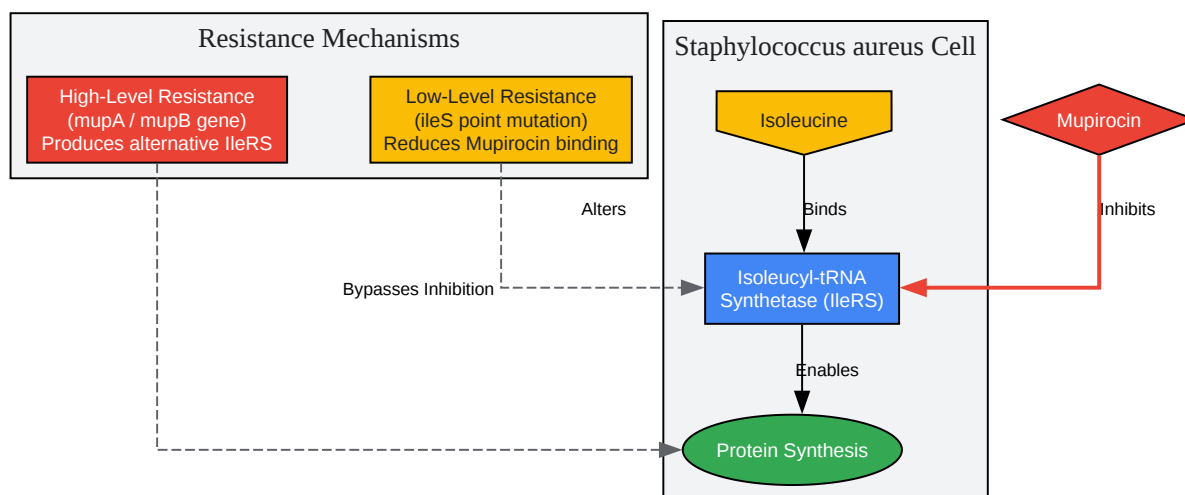 Resistance Mechanisms
High-Level Resistance
(mupA / mupB gene)
Produces alternative IleRS
Low-Level Resistance
(ileS point mutation)
Reduces Mupirocin binding
Staphylococcus aureus Cell
Isoleucine
Mupirocin
Alters
Binds
Inhibits
Bypasses Inhibition
Isoleucyl-tRNA
Synthetase (IleRS)
Enables
Protein Synthesis